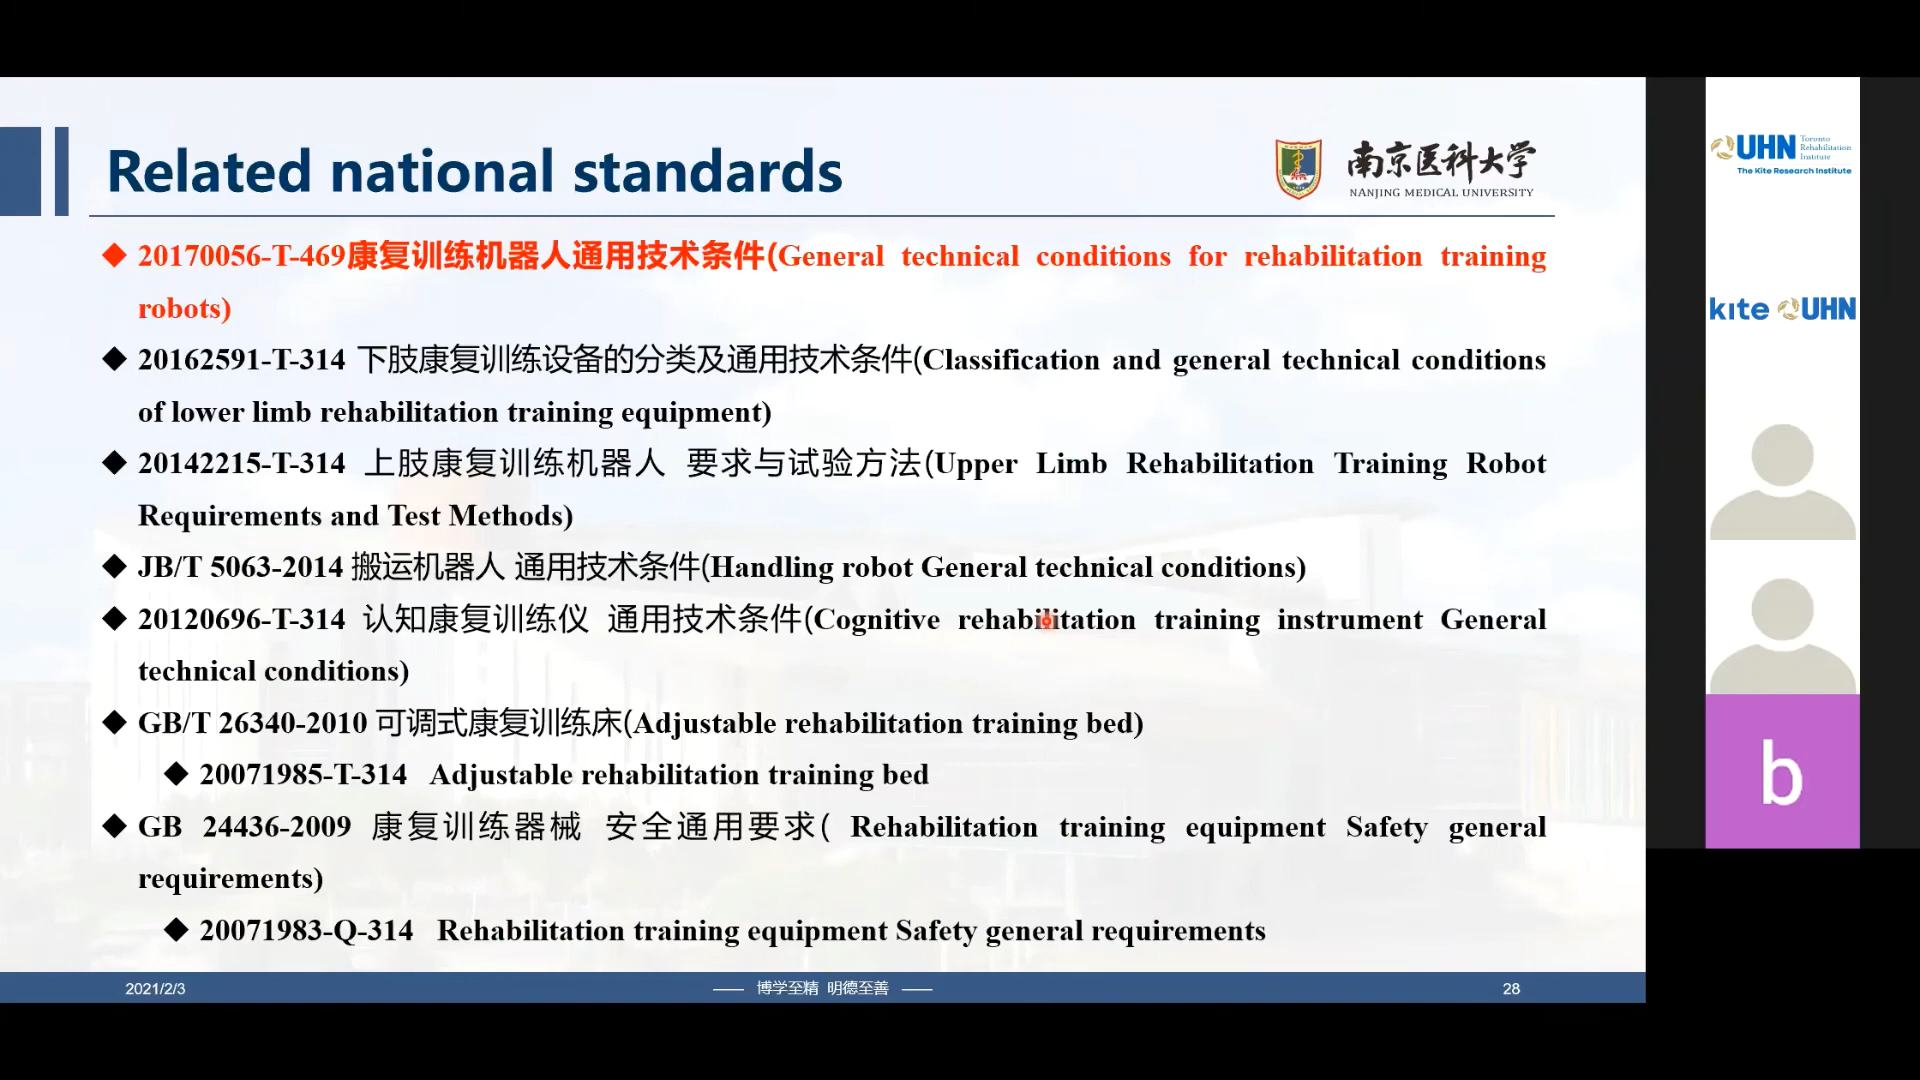 Related national standards
南京医科大学
NANJING MEDICAL UNIVERSITY
◆ 20170056-T-469康复训练机器人通用技术条件(General technical conditions for rehabilitation training
robots)
◆ 20162591-T-314 下肢康复训练设备的分类及通用技术条件(Classification and general technical conditions
of lower limb rehabilitation training equipment)
◆ 20142215-T-314 上肢康复训练机器人 要求与试验方法(Upper Limb Rehabilitation Training Robot
Requirements and Test Methods)
◆ JB/T 5063-2014 搬运机器人 通用技术条件(Handling robot General technical conditions)
◆ 20120696-T-314 认知康复训练仪 通用技术条件(Cognitive rehabilitation training instrument General
technical conditions)
◆ GB/T 26340-2010 可调式康复训练床(Adjustable rehabilitation training bed)
◆ 20071985-T-314 Adjustable rehabilitation training bed
◆ GB 24436-2009 康复训练器械 安全通用要求( Rehabilitation training equipment Safety general
requirements)
◆ 20071983-Q-314 Rehabilitation training equipment Safety general requirements
2021/2/3
—— 博学至精 明德至善 ——
28
UHN
Toronto
Rehabilitation
Institute
The Kite Research Institute
kite UHN
b